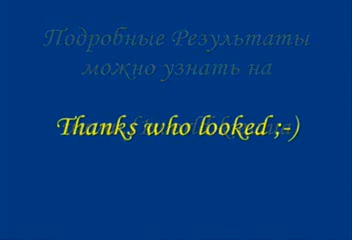 Подробные Результаты
можно узнать на
Thanks who looked ;-)